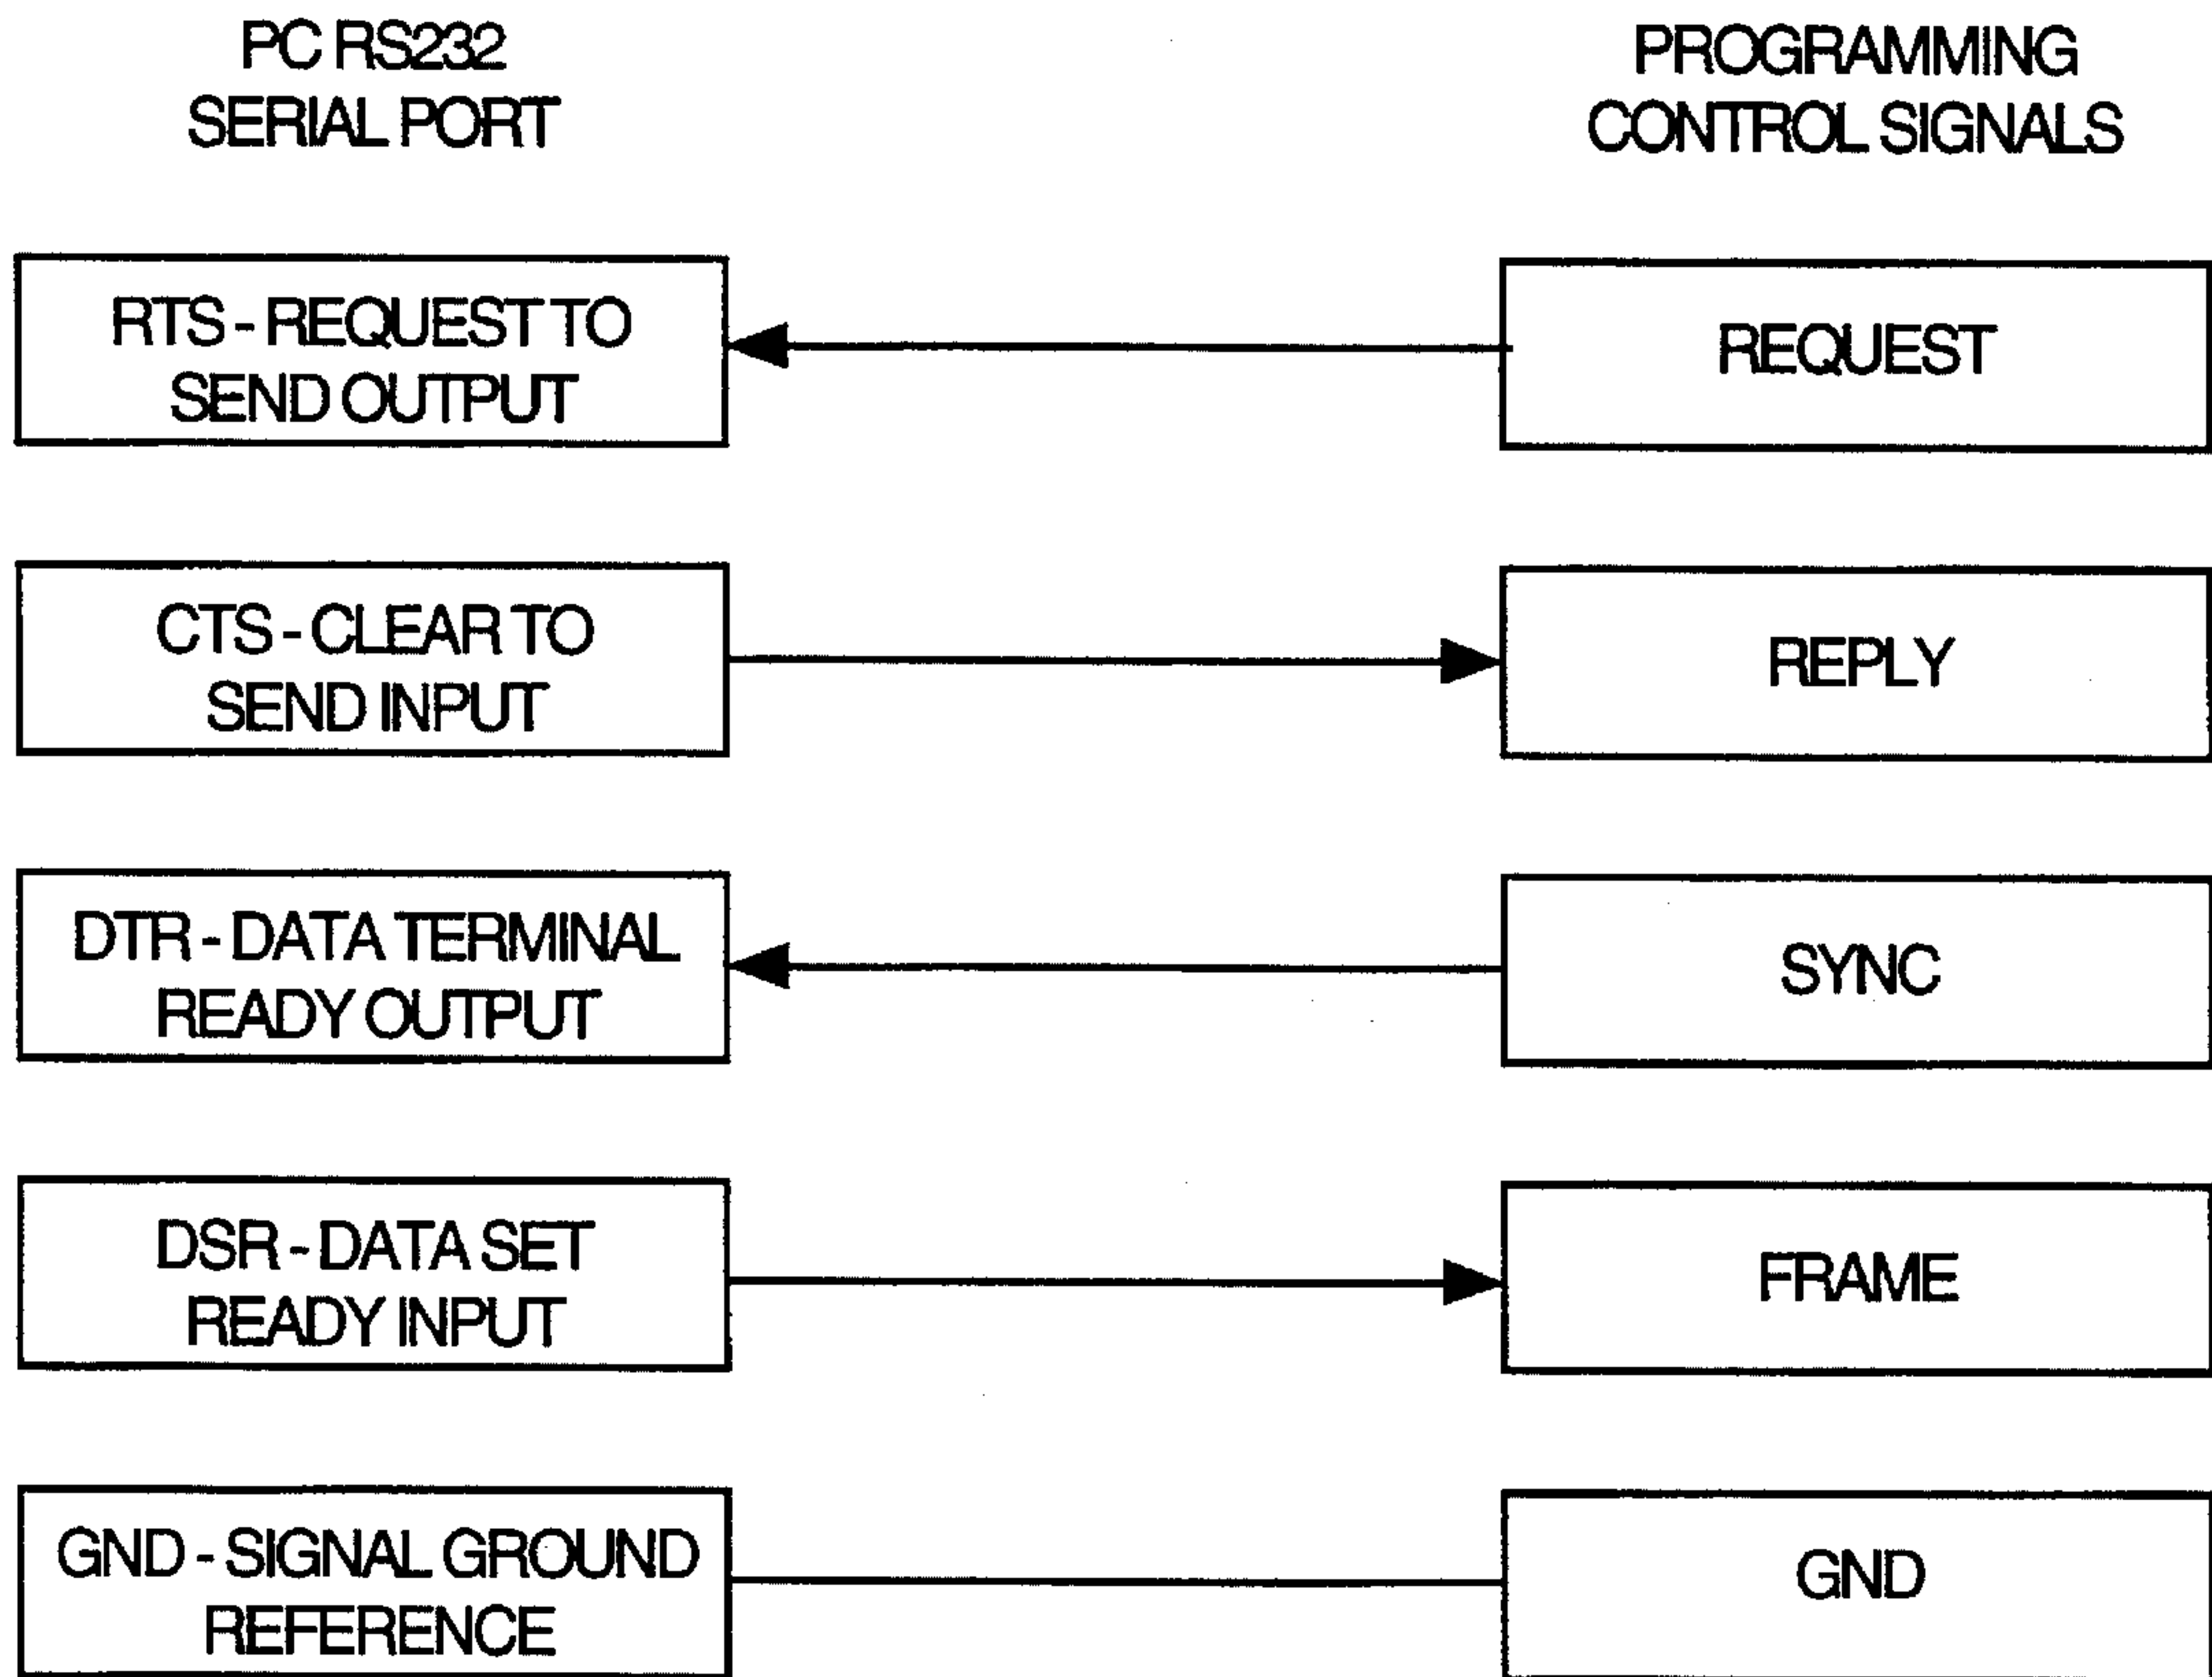 PC RS232
SERIAL PORT
PROGRAMMING
CONTROL SIGNALS
RTS - REQUEST TO
SEND OUTPUT
REQUEST
CTS - CLEAR TO
SEND INPUT
REPLY
DTR - DATA TERMINAL
READY OUTPUT
SYNC
DSR - DATA SET
READY INPUT
FRAME
GND - SIGNAL GROUND
REFERENCE
GND